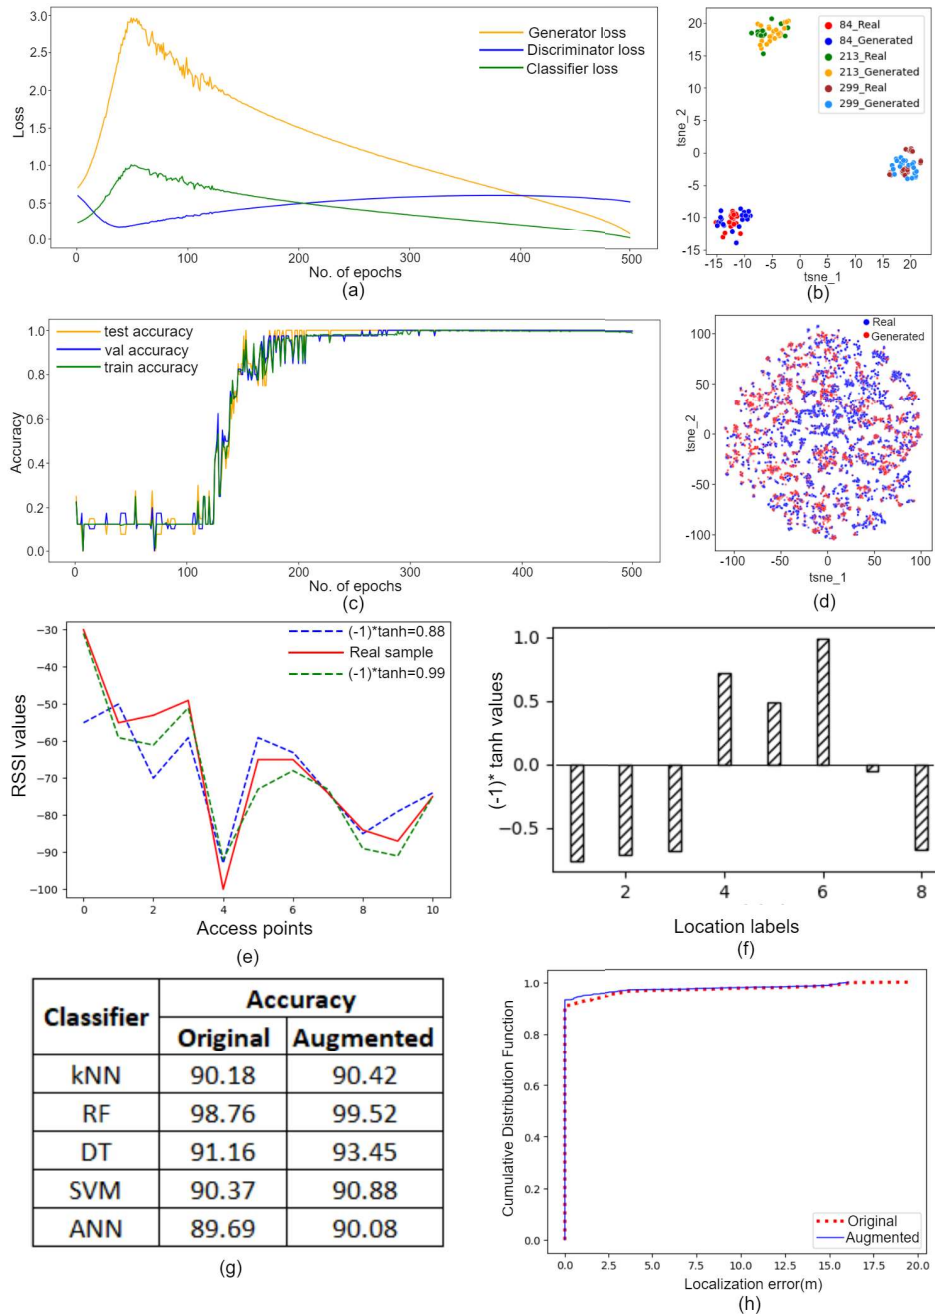 3.0
2.5
2.0
1.5
1.0
0.5
0.0
Loss
Generator loss
Discriminator loss
Classifier loss
0
100
200
300
400
500
No. of epochs
(a)
20
15
10
5
0
-5
-10
-15
tsne_2
84_Real
84_Generated
213_Real
213_Generated
299_Real
299_Generated
-15
-10
-5
0
5
10
15
20
tsne_1
(b)
1.0
0.8
0.6
0.4
0.2
0.0
Accuracy
test accuracy
val accuracy
train accuracy
0
100
200
300
400
500
No. of epochs
(c)
100
50
0
-50
-100
tsne_2
Real
Generated
-100
-50
0
50
100
tsne_1
(d)
−30
−40
−50
−60
−70
−80
−90
−100
RSSI values
(-1)*tanh=0.88
Real sample
(-1)*tanh=0.99
0
2
4
6
8
10
Access points
(e)
1.0
0.5
0.0
−0.5
(-1)* tanh values
2
4
6
8
Location labels
(f)
Classifier
Accuracy
Original Augmented
kNN 90.18 90.42
RF 98.76 99.52
DT 91.16 93.45
SVM 90.37 90.88
ANN 89.69 90.08
(g)
1.0
0.8
0.6
0.4
0.2
0.0
Cumulative Distribution Function
Original
Augmented
0.0
2.5
5.0
7.5
10.0
12.5
15.0
17.5
20.0
Localization error(m)
(h)